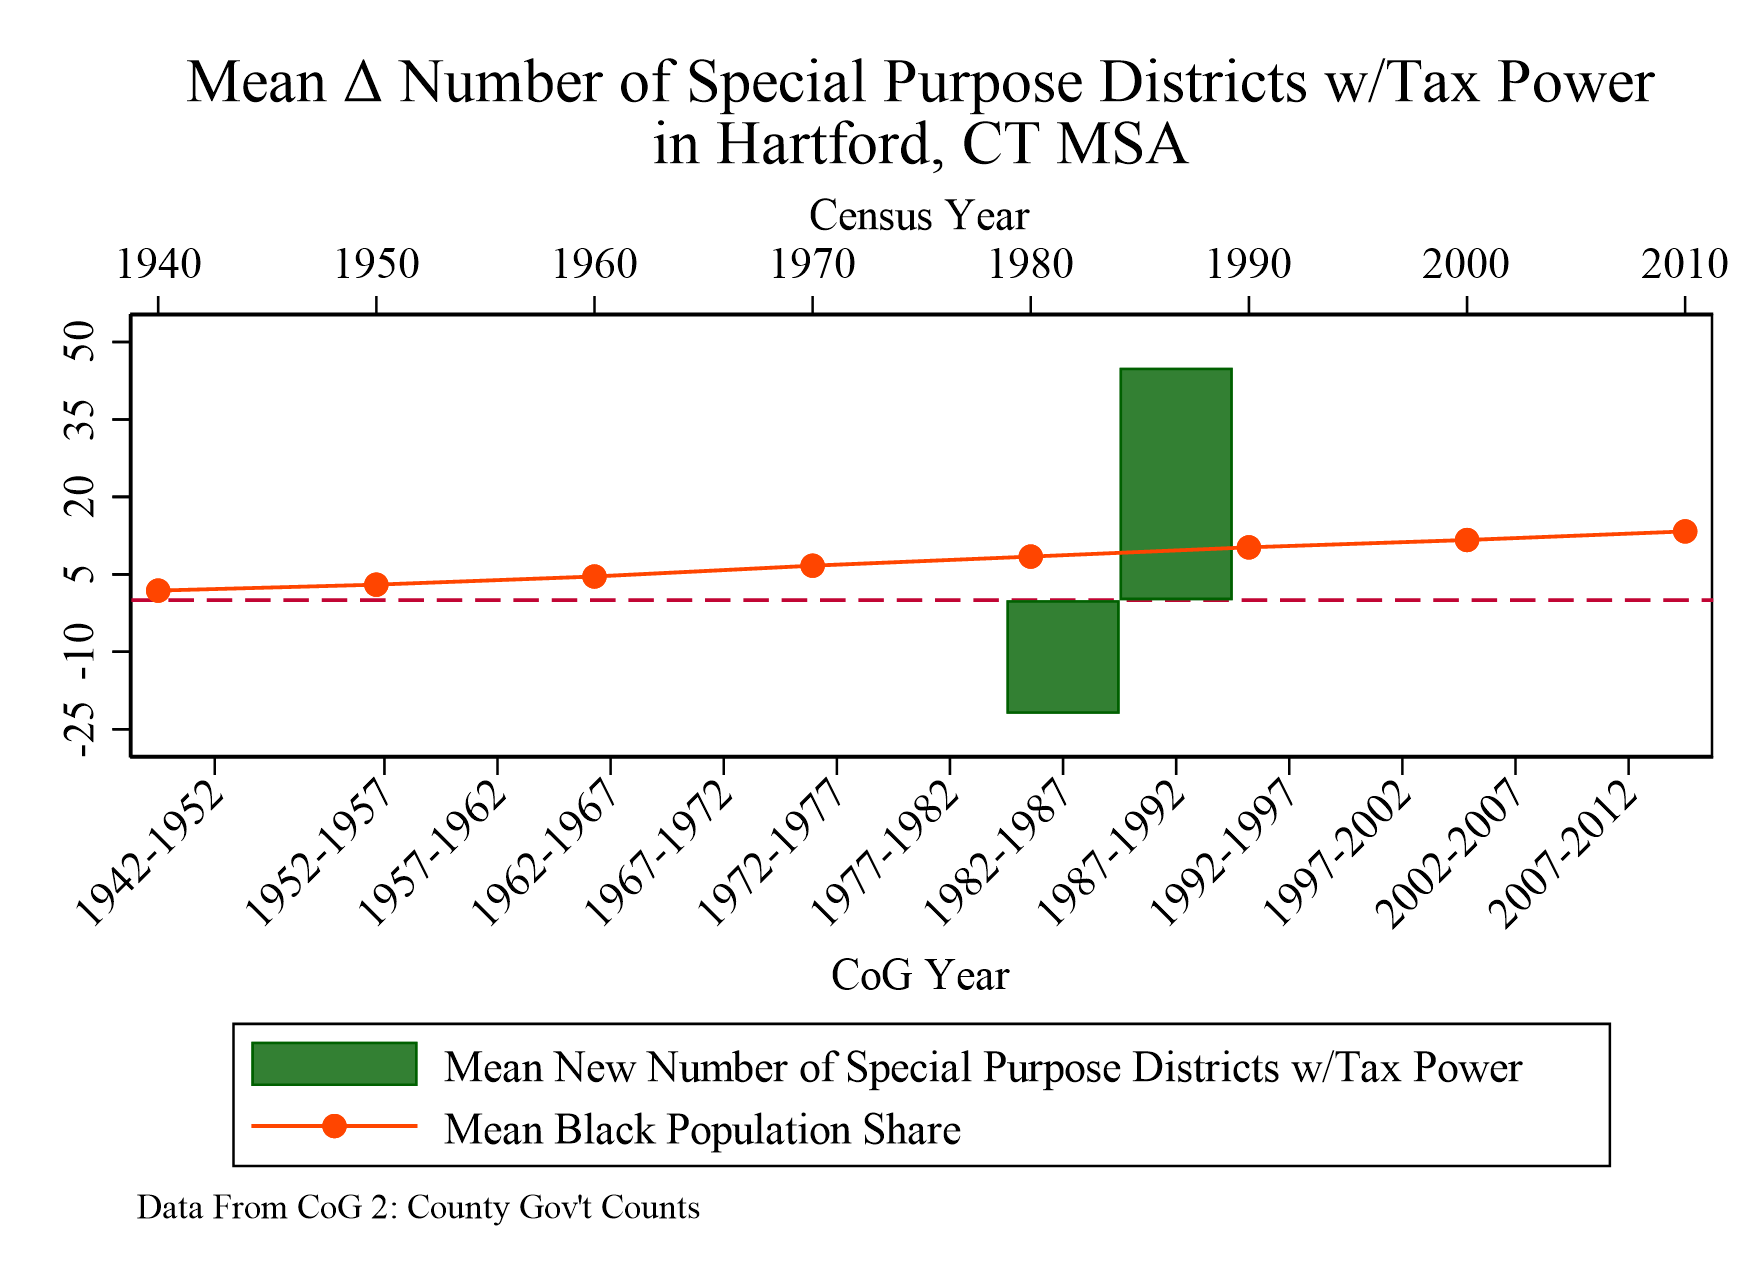 Mean Δ Number of Special Purpose Districts w/Tax Power
in Hartford, CT MSA
Census Year
1940 1950 1960 1970 1980 1990 2000 2010
50
35
20
5
-10
-25
1942-1952 1952-1957 1957-1962 1962-1967 1967-1972 1972-1977 1977-1982 1982-1987 1987-1992 1992-1997 1997-2002 2002-2007 2007-2012
CoG Year
Mean New Number of Special Purpose Districts w/Tax Power
Mean Black Population Share
Data From CoG 2: County Gov't Counts